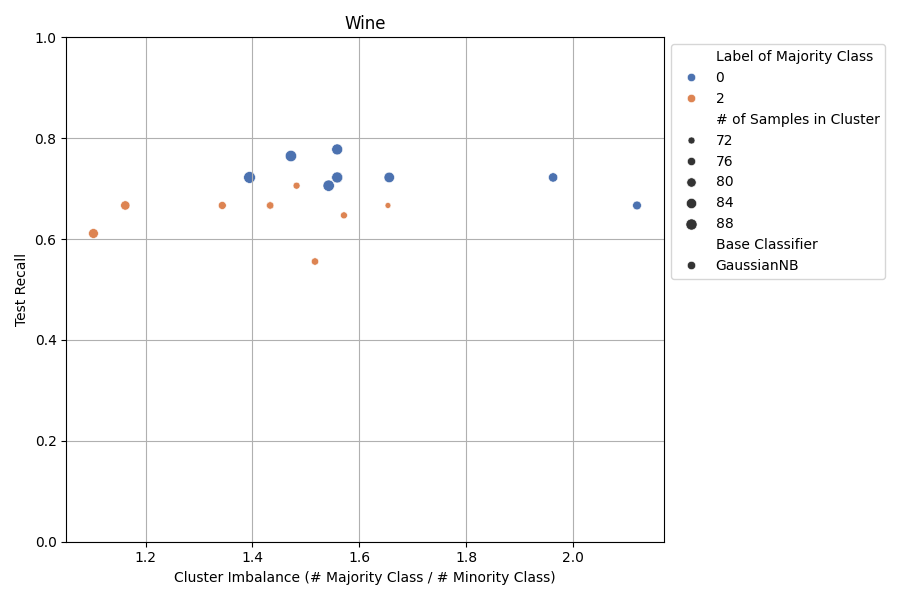 Wine
1.0
0.8
0.6
0.4
0.2
0.0
Test Recall
1.2
1.4
1.6
1.8
2.0
Cluster Imbalance (# Majority Class / # Minority Class)
Label of Majority Class
0
2
# of Samples in Cluster
72
76
80
84
88
Base Classifier
GaussianNB